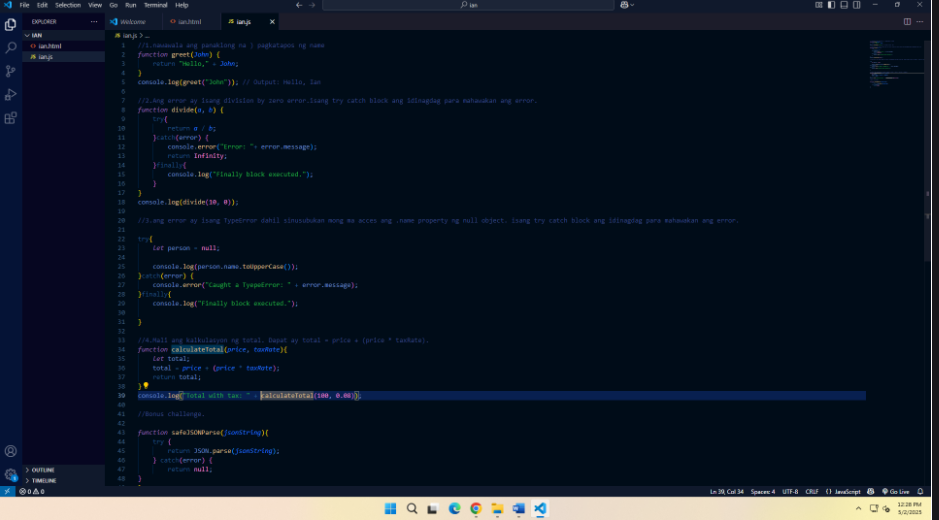 File Edit Selection View Go Run Terminal Help
ian
EXPLORER
Welcome
ian.html
JS ian.js
IAN
ian.html
JS ian.js
JS ian.js > ...
1 //1.nawawala ang panaklong na ) pagkatapos ng name
2 function greet(John) {
3 return "Hello," + John;
4 }
5 console.log(greet("John")); // Output: Hello, Ian
6
7 //2.Ang error ay isang division by zero error.Isang try catch block ang idinagdag para mahawakan ang error.
8 function divide(a, b) {
9 try{
10 return a / b;
11 }catch(error) {
12 console.error("Error: "+ error.message);
13 return Infinity;
14 }finally{
15 console.log("Finally block executed.");
16 }
17 }
18 console.log(divide(10, 0));
19
20 //3.ang error ay isang TypeError dahil sinusubukan mong ma acces ang .name property ng null object. isang try catch block ang idinagdag para mahawakan ang error.
21
22 try{
23 let person = null;
24
25 console.log(person.name.toUpperCase());
26 }catch(error) {
27 console.error("Caught a TyepeError: " + error.message);
28 }finally{
29 console.log("Finally block executed.");
30
31 }
32
33 //4.Mali ang kalkulasyon ng total. Dapat ay total = price + (price * taxRate).
34 function calculateTotal(price, taxRate){
35 let total;
36 total = price + (price * taxRate);
37 return total;
38 }
39 console.log("Total with tax: " + calculateTotal(100, 0.08));
40
41 //Bonus challenge.
42
43 function safeJSONParse(jsonString){
44 try {
45 return JSON.parse(jsonString);
46 } catch(error) {
47 return null;
48 }
OUTLINE
TIMELINE
0 0
Ln 39, Col 34 Spaces: 4 UTF-8 CRLF {} JavaScript Go Live
12:28 PM
5/2/2025